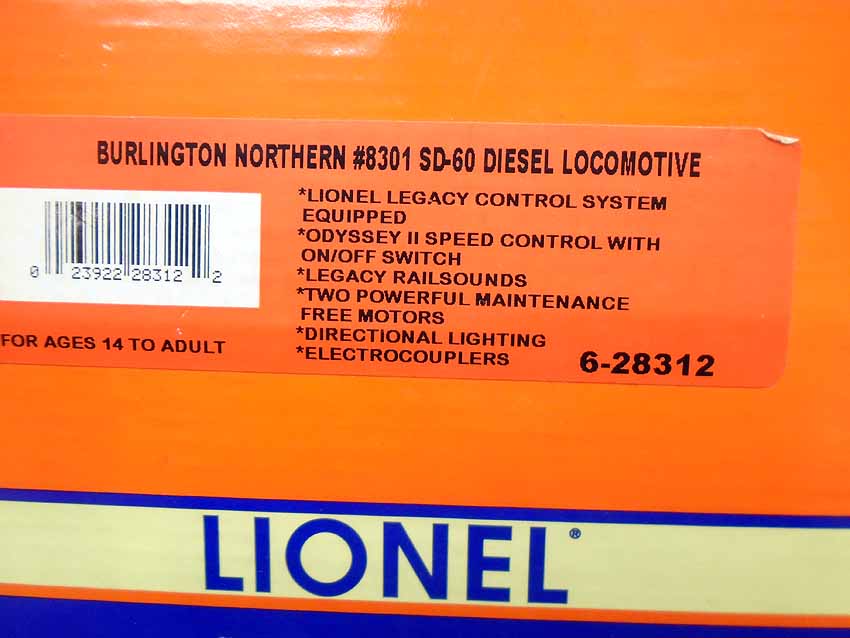 BURLINGTON NORTHERN #8301 SD-60 DIESEL LOCOMOTIVE
*LIONEL LEGACY CONTROL SYSTEM
EQUIPPED
*ODYSSEY II SPEED CONTROL WITH
ON/OFF SWITCH
*LEGACY RAILSOUNDS
*TWO POWERFUL MAINTENANCE
FREE MOTORS
*DIRECTIONAL LIGHTING
*ELECTROCOUPLERS
6-28312
0 23922 28312 2
FOR AGES 14 TO ADULT
LIONEL®